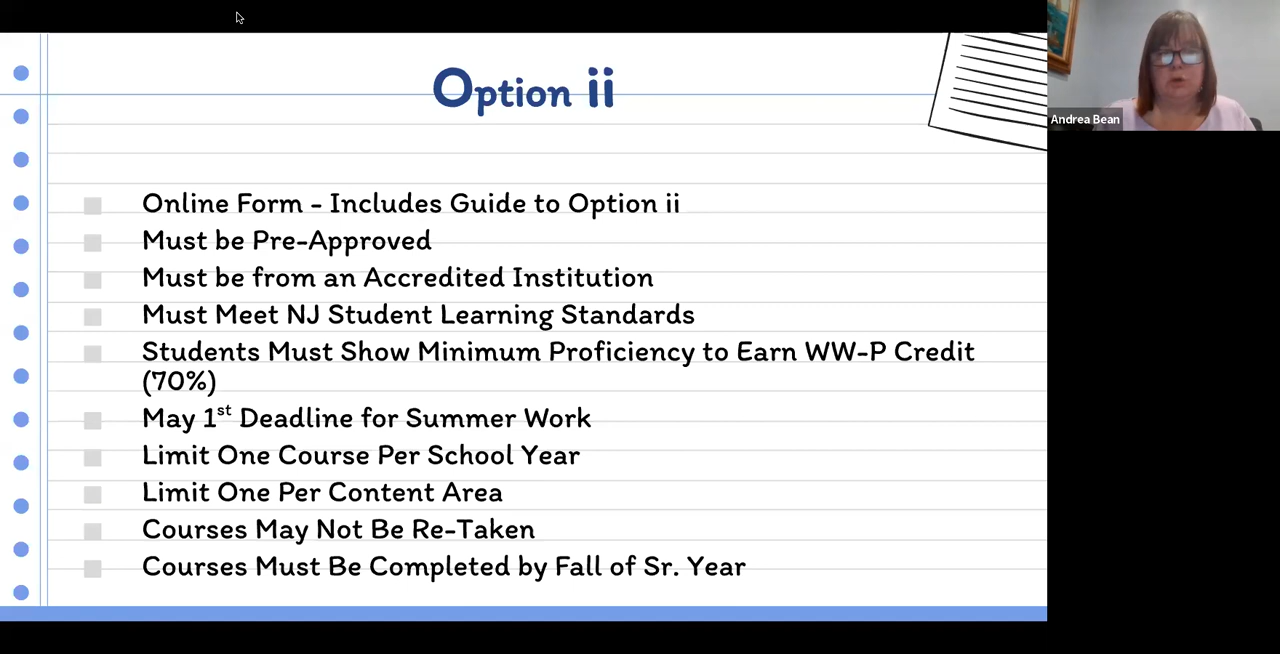 Option ii
Online Form - Includes Guide to Option ii
Must be Pre-Approved
Must be from an Accredited Institution
Must Meet NJ Student Learning Standards
Students Must Show Minimum Proficiency to Earn WW-P Credit
(70%)
May 1st Deadline for Summer Work
Limit One Course Per School Year
Limit One Per Content Area
Courses May Not Be Re-Taken
Courses Must Be Completed by Fall of Sr. Year
Andrea Bean